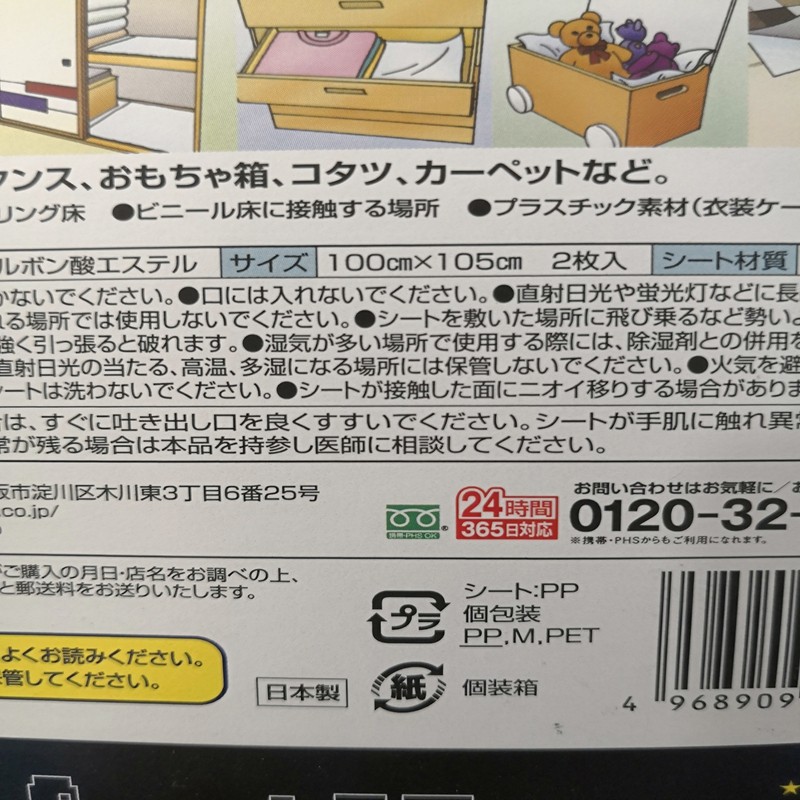 ンス、おもちゃ箱、コタツ、カーペットなど。
リング床 ●ビニール床に接触する場所 ●プラスチック素材(衣装ケー
ルボン酸エステル サイズ 100cm×105cm 2枚入 シート材質
かないでください。●口には入れないでください。●直射日光や蛍光灯などに長
れる場所では使用しないでください。●シートを敷いた場所に飛び乗るなど勢い
強く引っ張ると破れます。●湿気が多い場所で使用する際には、除湿剤との併用を
直射日光の当たる、高温、多湿になる場所には保管しないでください。●火気を避
シートは洗わないでください。●シートが接触した面にニオイ移りする場合がありま
は、すぐに吐き出し口を良くすすいでください。シートが手肌に触れ異常
常が残る場合は本品を持参し医師に相談してください。
阪市淀川区木川東3丁目6番25号
.co.jp/
携帯・PHS OK
24時間
365日対応
お問い合わせはお気軽に／お
0120-32-
※携帯・PHSからもご利用になれます。
ご購入の月日・店名をお調べの上、
と郵送料をお送りいたします。
よくお読みください。
管してください。
日本製
プラ
シート:PP
個包装
PP,M,PET
紙
個装箱
4 968909